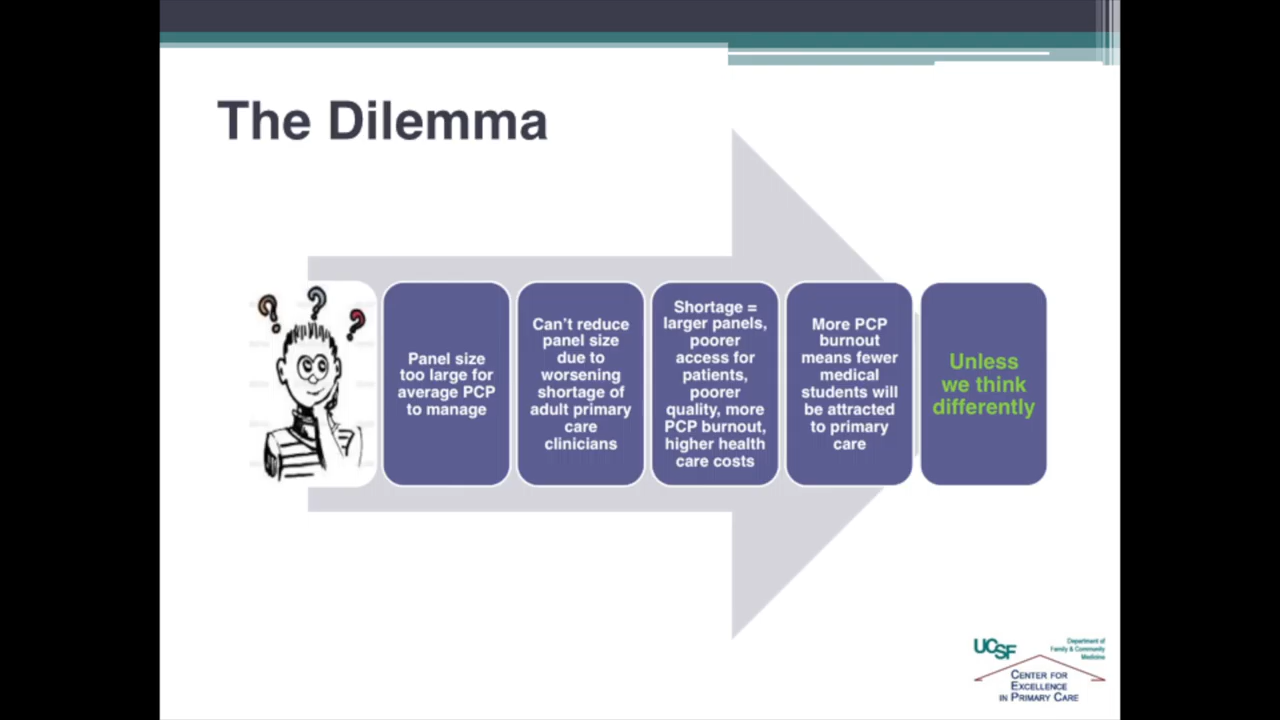 The Dilemma
Panel size
too large for
average PCP
to manage
Can't reduce
panel size
due to
worsening
shortage of
adult primary
care
clinicians
Shortage =
larger panels,
poorer
access for
patients,
poorer
quality, more
PCP burnout,
higher health
care costs
More PCP
burnout
means fewer
medical
students will
be attracted
to primary
care
Unless
we think
differently
UCSF
Department of
Family & Community
Medicine
CENTER FOR
EXCELLENCE
IN PRIMARY CARE